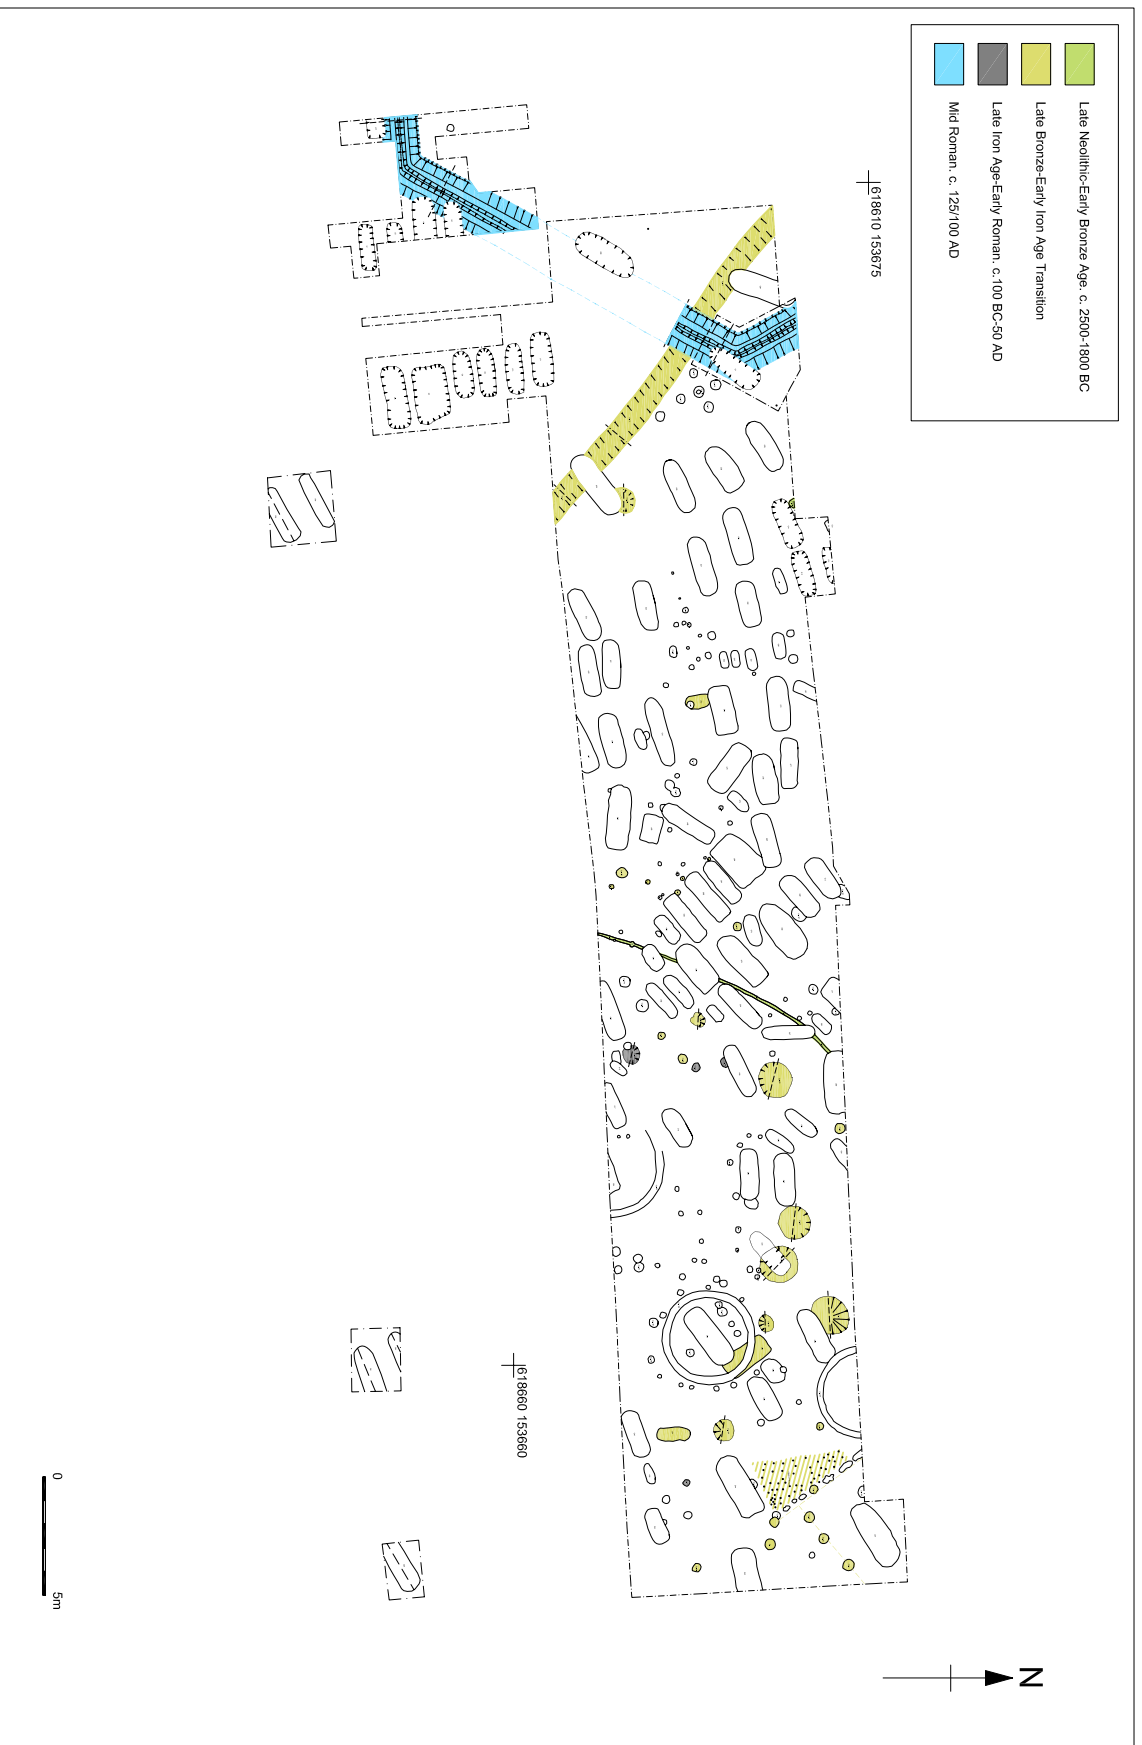 Late Neolithic-Early Bronze Age. c. 2500-1800 BC
Late Bronze-Early Iron Age Transition
Late Iron Age-Early Roman. c.100 BC-50 AD
Mid Roman. c. 125/100 AD
618610 153675
618660 153660
0 5m
N